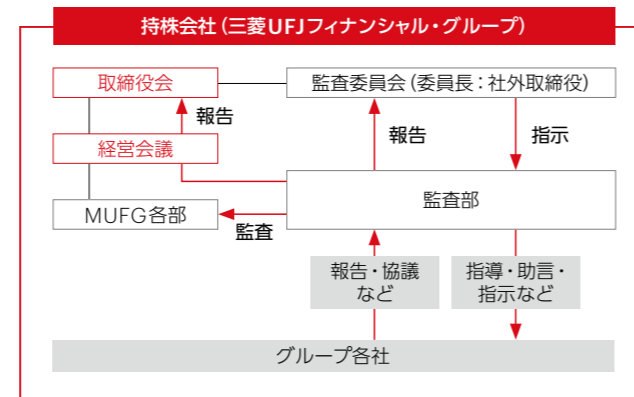 持株会社(三菱UFJフィナンシャル・グループ)
取締役会
監査委員会(委員長:社外取締役)
報告
報告
指示
経営会議
監査部
MUFG各部
監査
報告・協議
など
指導・助言・
指示など
グループ各社